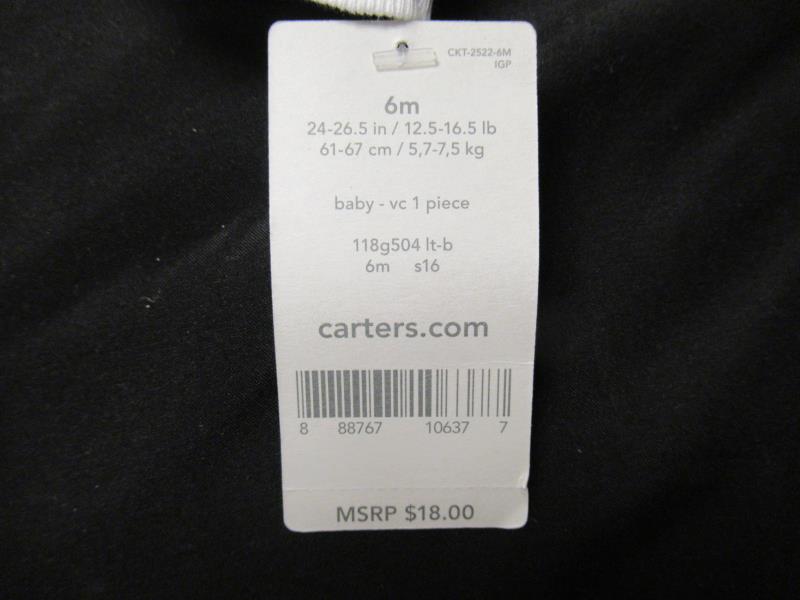 CKT-2522-6M
IGP
6m
24-26.5 in / 12.5-16.5 lb
61-67 cm / 5,7-7,5 kg
baby - vc 1 piece
118g504 lt-b
6m s16
carters.com
8 88767 10637 7
MSRP $18.00